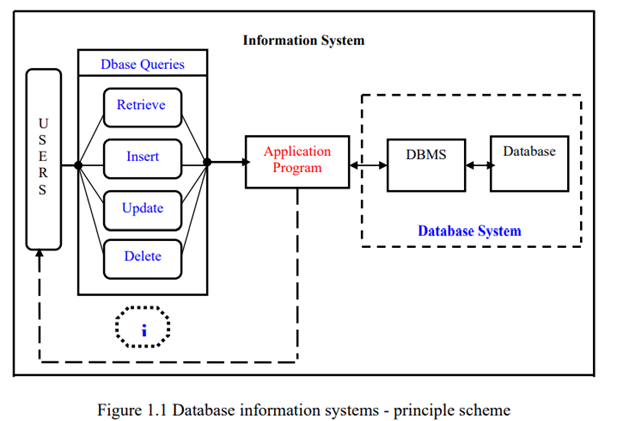 Information System
USERS
Dbase Queries
Retrieve
Insert
Update
Delete
i
Application
Program
DBMS
Database
Database System
Figure 1.1 Database information systems - principle scheme